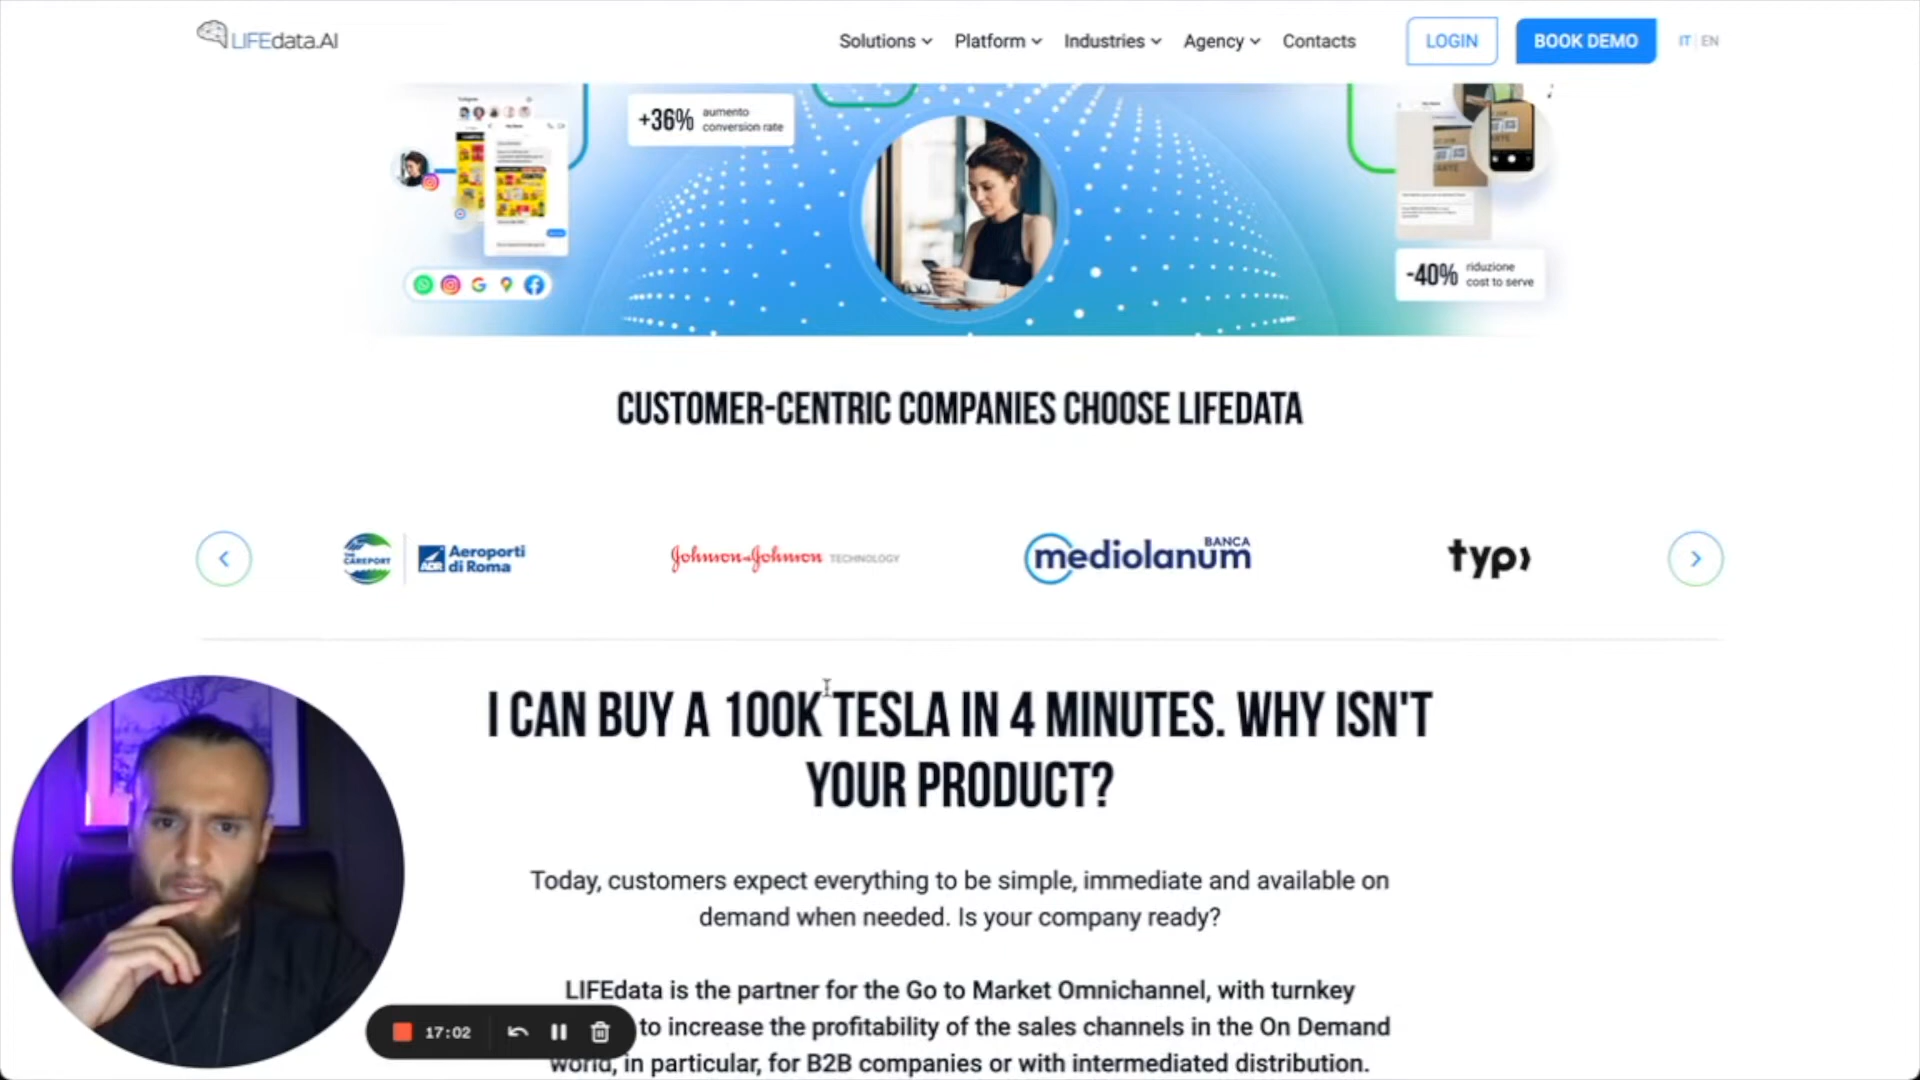 LIFEdata.AI
Solutions Platform Industries Agency Contacts LOGIN BOOK DEMO IT | EN
+36% aumento
conversion rate
-40% riduzione
cost to serve
CUSTOMER-CENTRIC COMPANIES CHOOSE LIFEDATA
THE
CAREPORT
ADR Aeroporti
di Roma
Johnson & Johnson TECHNOLOGY
BANCA
mediolanum
typ
I CAN BUY A 100K TESLA IN 4 MINUTES. WHY ISN'T
YOUR PRODUCT?
Today, customers expect everything to be simple, immediate and available on
demand when needed. Is your company ready?
LIFEdata is the partner for the Go to Market Omnichannel, with turnkey
to increase the profitability of the sales channels in the On Demand
world, in particular, for B2B companies or with intermediated distribution.
17:02